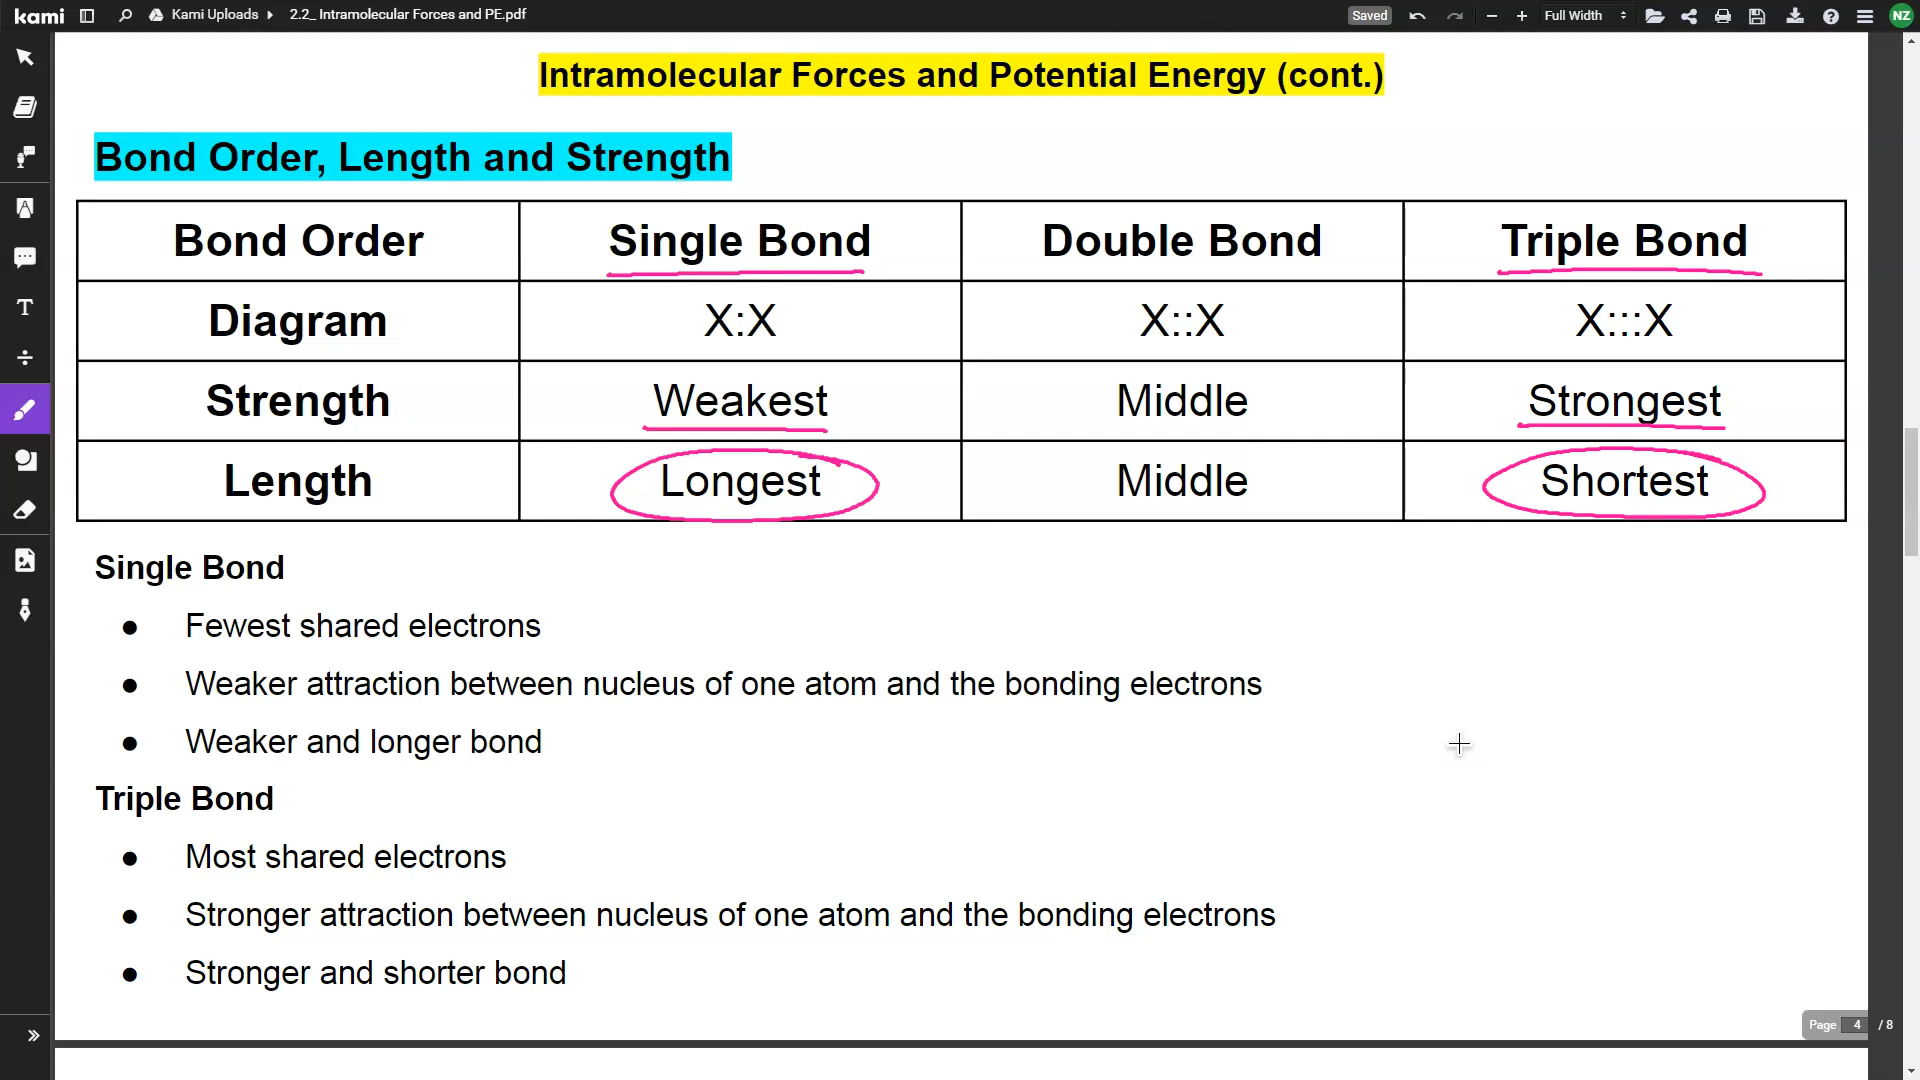 kami Kami Uploads 2.2_ Intramolecular Forces and PE.pdf Saved Full Width NZ
Intramolecular Forces and Potential Energy (cont.)
Bond Order, Length and Strength
Bond Order Single Bond Double Bond Triple Bond
Diagram X:X X::X X:::X
Strength Weakest Middle Strongest
Length Longest Middle Shortest
Single Bond
● Fewest shared electrons
● Weaker attraction between nucleus of one atom and the bonding electrons
● Weaker and longer bond
Triple Bond
● Most shared electrons
● Stronger attraction between nucleus of one atom and the bonding electrons
● Stronger and shorter bond
Page 4 / 8